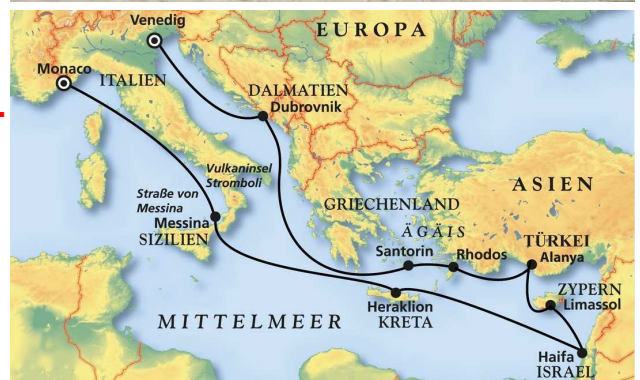 Venedig
EUROPA
Monaco
ITALIEN
DALMATIEN
Dubrovnik
Vulkaninsel
Stromboli
Straße von
Messina
Messina
SIZILIEN
GRIECHENLAND
ÄGÄIS
ASIEN
Santorin
Rhodos
TÜRKEI
Alanya
ZYPERN
Limassol
Heraklion
KRETA
MITTELMEER
Haifa
ISRAEL